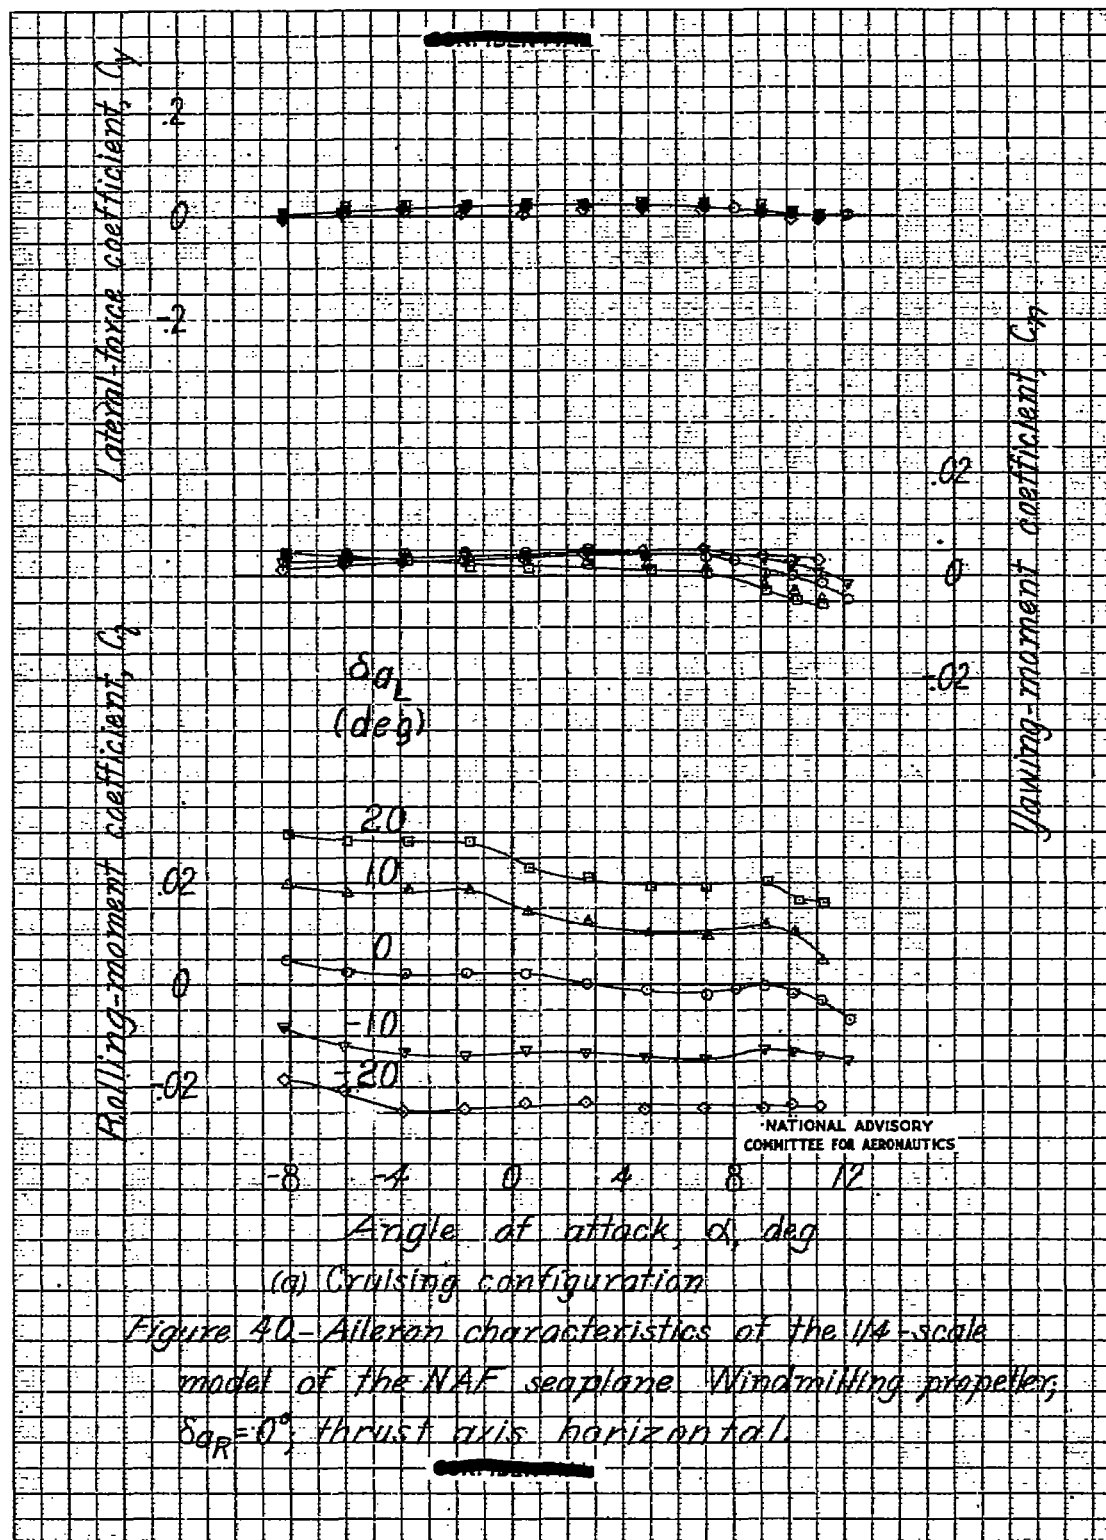 CONFIDENTIAL
Lateral-force coefficient, Cy
.2
0
-.2
Yawing-moment coefficient, Cn
.02
0
-.02
Rolling-moment coefficient, Cl
δaL
(deg)
20
10
0
-10
-20
.02
0
-.02
NATIONAL ADVISORY
COMMITTEE FOR AERONAUTICS
-8 -4 0 4 8 12
Angle of attack, α, deg
(a) Cruising configuration
Figure 40.-Aileron characteristics of the 1/4-scale
model of the NAF seaplane Windmilling propeller,
δaR=0°, thrust axis horizontal.
CONFIDENTIAL